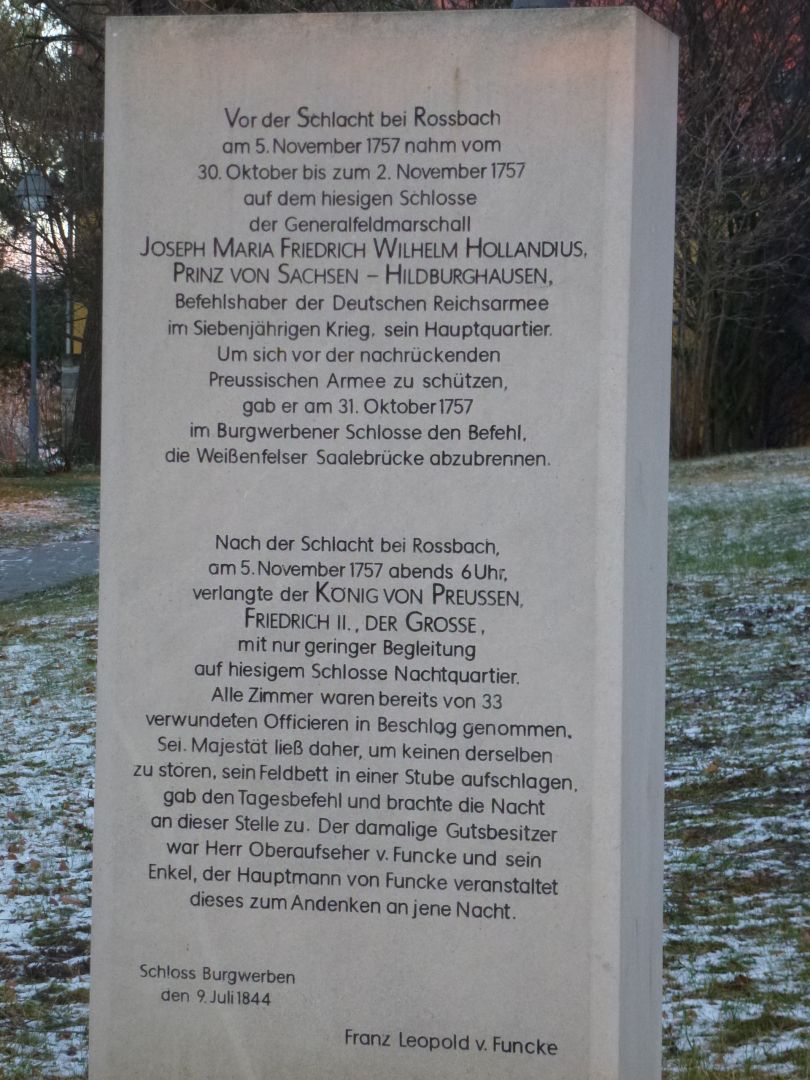 Vor der Schlacht bei Rossbach
am 5. November 1757 nahm vom
30. Oktober bis zum 2. November 1757
auf dem hiesigen Schlosse
der Generalfeldmarschall
JOSEPH MARIA FRIEDRICH WILHELM HOLLANDIUS,
PRINZ VON SACHSEN – HILDBURGHAUSEN,
Befehlshaber der Deutschen Reichsarmee
im Siebenjährigen Krieg, sein Hauptquartier.
Um sich vor der nachrückenden
Preussischen Armee zu schützen,
gab er am 31. Oktober 1757
im Burgwerbener Schlosse den Befehl,
die Weißenfelser Saalebrücke abzubrennen.
Nach der Schlacht bei Rossbach,
am 5. November 1757 abends 6 Uhr,
verlangte der KÖNIG VON PREUSSEN,
FRIEDRICH II., DER GROSSE,
mit nur geringer Begleitung
auf hiesigem Schlosse Nachtquartier.
Alle Zimmer waren bereits von 33
verwundeten Officieren in Beschlag genommen.
Sei. Majestät ließ daher, um keinen derselben
zu stören, sein Feldbett in einer Stube aufschlagen,
gab den Tagesbefehl und brachte die Nacht
an dieser Stelle zu. Der damalige Gutsbesitzer
war Herr Oberaufseher v. Funcke und sein
Enkel, der Hauptmann von Funcke veranstaltet
dieses zum Andenken an jene Nacht.
Schloss Burgwerben
den 9. Juli 1844
Franz Leopold v. Funcke